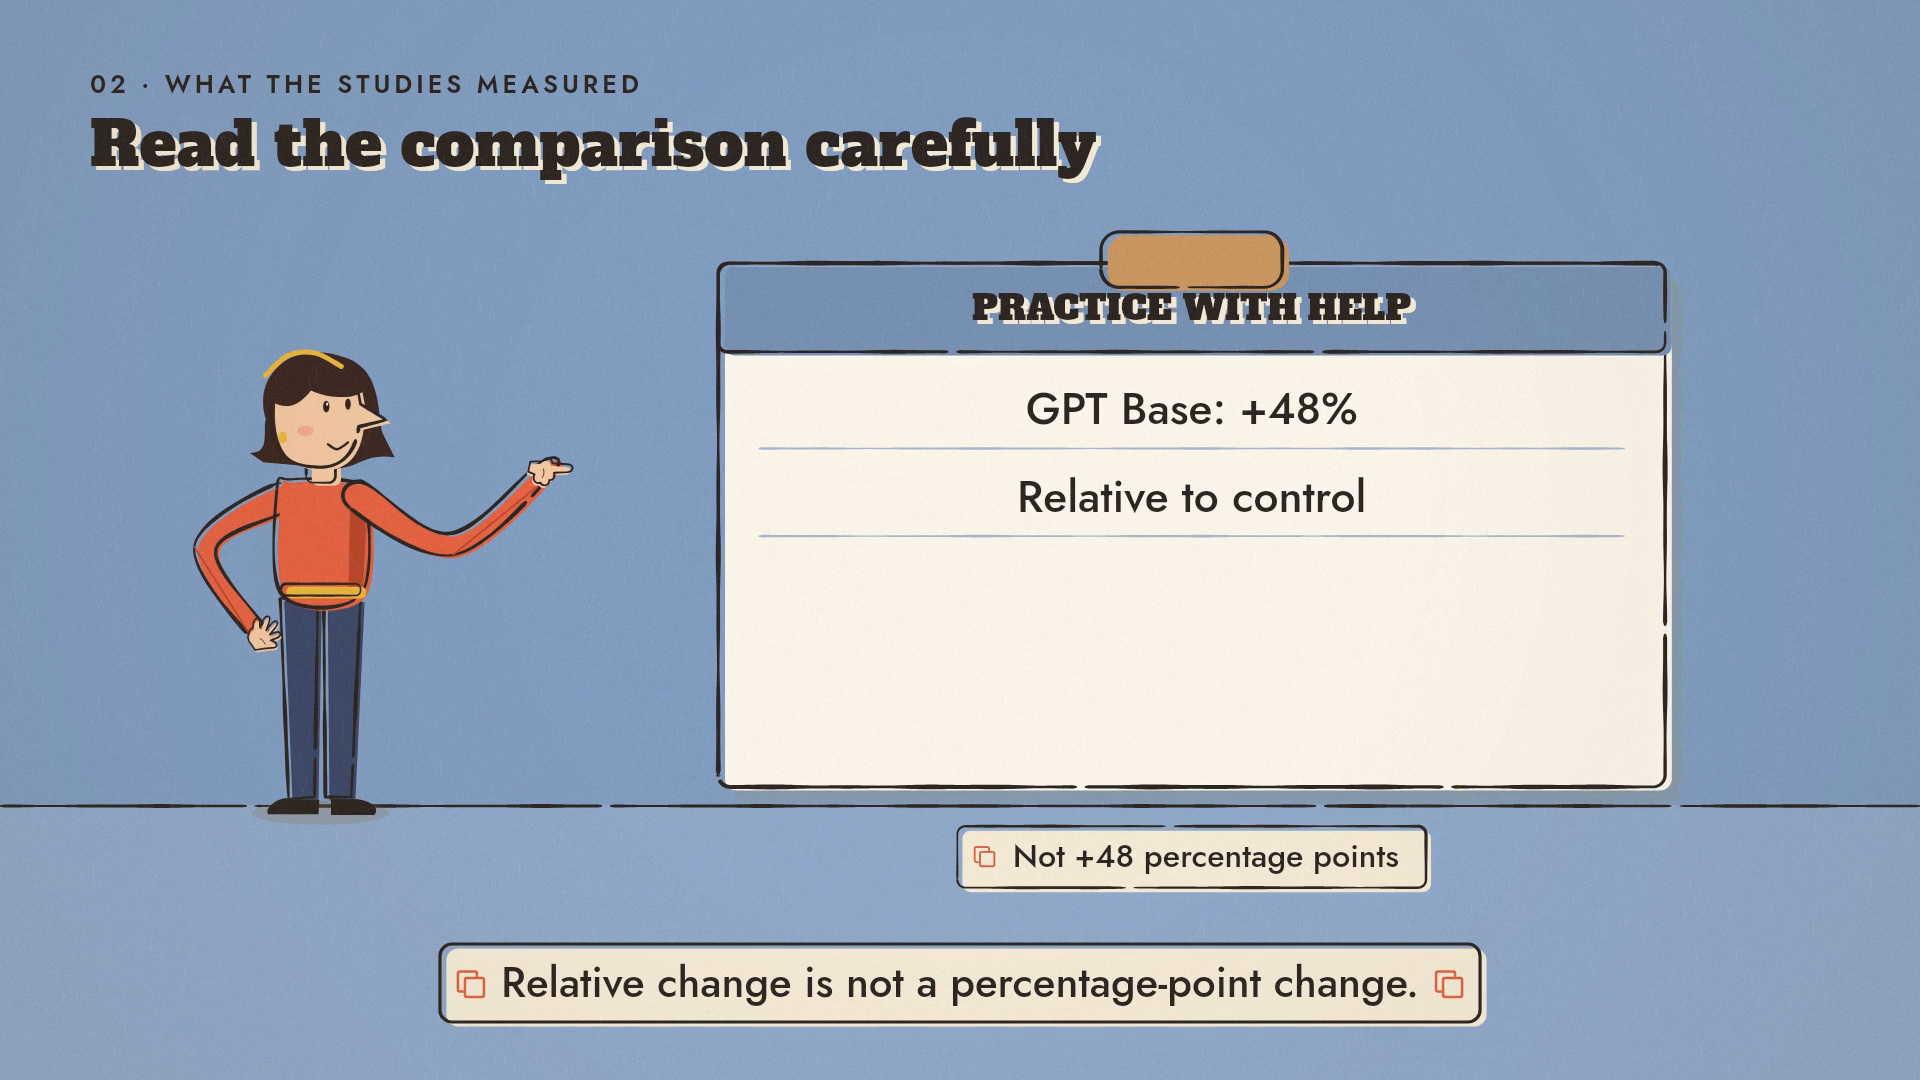 02 · WHAT THE STUDIES MEASURED
Read the comparison carefully
PRACTICE WITH HELP
GPT Base: +48%
Relative to control
Not +48 percentage points
Relative change is not a percentage-point change.